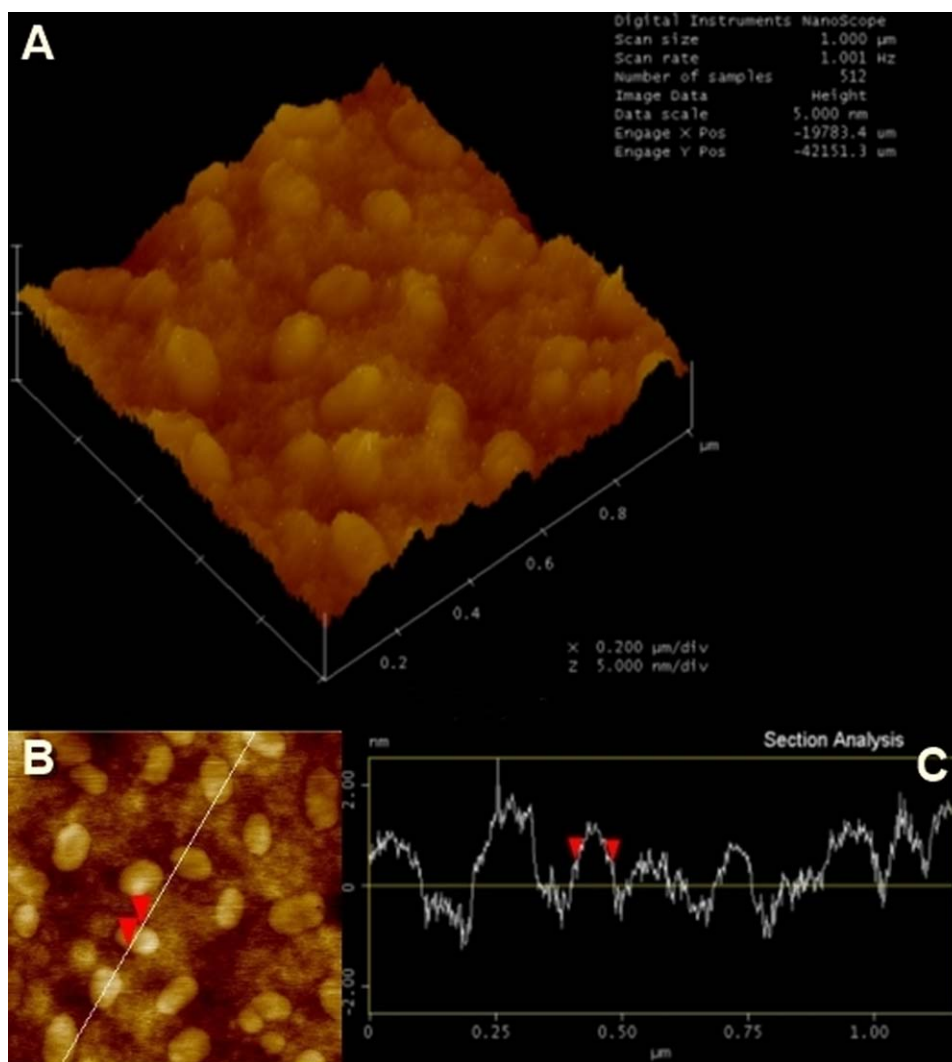 A
Digital Instruments NanoScope
Scan size 1.000 µm
Scan rate 1.001 Hz
Number of samples 512
Image Data Height
Data scale 5.000 nm
Engage X Pos -19783.4 um
Engage Y Pos -42151.3 um
µm
0.8
0.6
0.4
0.2
X 0.200 µm/div
Z 5.000 nm/div
B
nm
Section Analysis
C
2.00
0
-2.00
0 0.25 0.50 0.75 1.00
µm